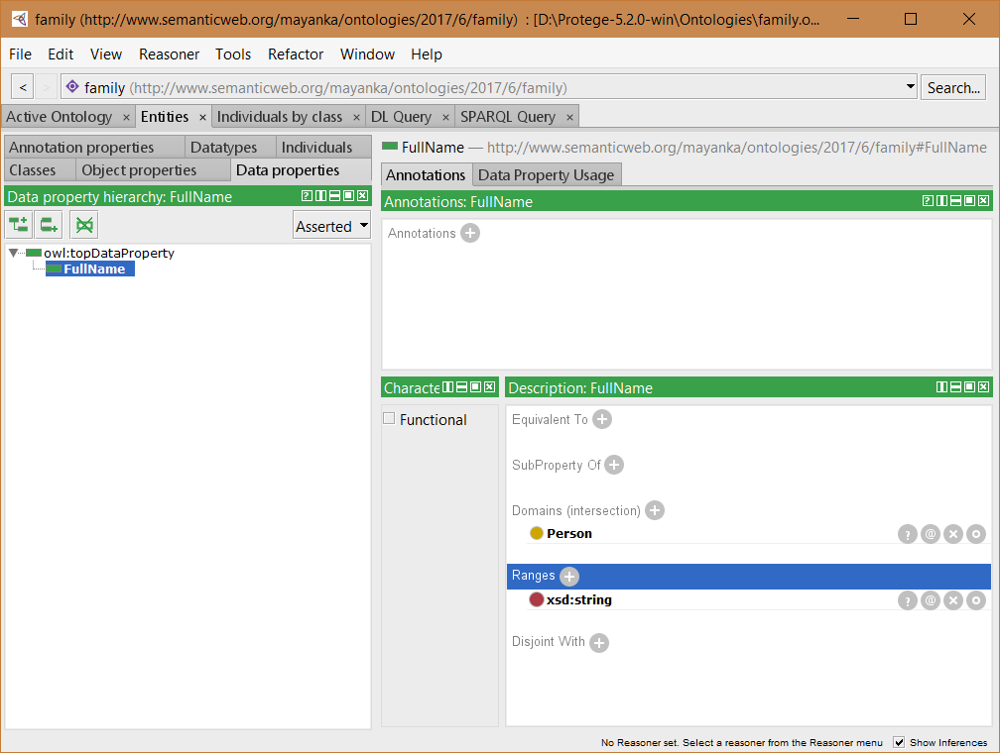 family (http://www.semanticweb.org/mayanka/ontologies/2017/6/family) : [D:\Protege-5.2.0-win\Ontologies\family.o...
File Edit View Reasoner Tools Refactor Window Help
< > family (http://www.semanticweb.org/mayanka/ontologies/2017/6/family) Search...
Active Ontology × Entities × Individuals by class × DL Query × SPARQL Query ×
Annotation properties Datatypes Individuals
Classes Object properties Data properties
Data property hierarchy: FullName
Asserted
owl:topDataProperty
FullName
FullName — http://www.semanticweb.org/mayanka/ontologies/2017/6/family#FullName
Annotations Data Property Usage
Annotations: FullName
Annotations
Characte
Functional
Description: FullName
Equivalent To
SubProperty Of
Domains (intersection)
Person
Ranges
xsd:string
Disjoint With
No Reasoner set. Select a reasoner from the Reasoner menu Show Inferences